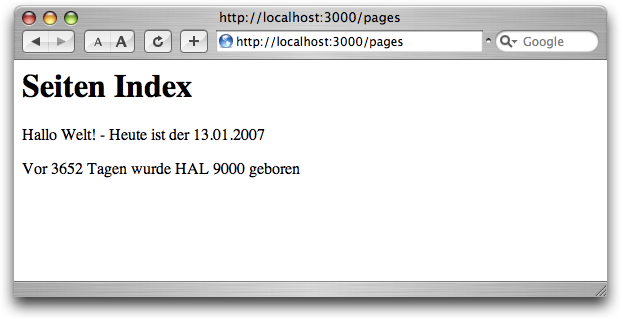 http://localhost:3000/pages
A A http://localhost:3000/pages Google
Seiten Index
Hallo Welt! - Heute ist der 13.01.2007
Vor 3652 Tagen wurde HAL 9000 geboren